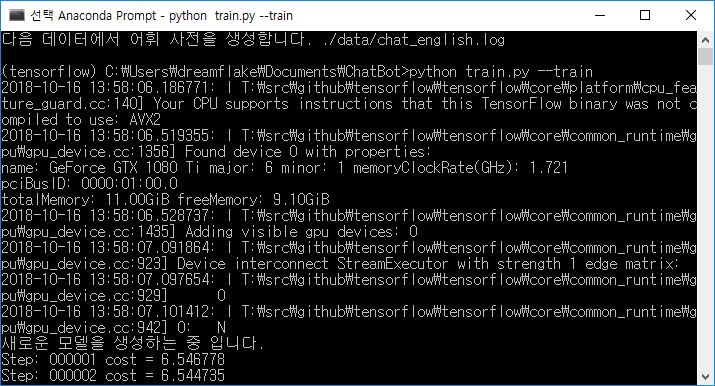 선택 Anaconda Prompt - python  train.py --train
다음 데이터에서 어휘 사전을 생성합니다. ./data/chat_english.log
(tensorflow) C:₩Users₩dreamflake₩Documents₩ChatBot>python train.py --train
2018-10-16 13:58:06.186771: I T:₩src₩github₩tensorflow₩tensorflow₩core₩platform₩cpu_fea
ture_guard.cc:140] Your CPU supports instructions that this TensorFlow binary was not c
ompiled to use: AVX2
2018-10-16 13:58:06.519355: I T:₩src₩github₩tensorflow₩tensorflow₩core₩common_runtime₩g
pu₩gpu_device.cc:1356] Found device 0 with properties:
name: GeForce GTX 1080 Ti major: 6 minor: 1 memoryClockRate(GHz): 1.721
pciBusID: 0000:01:00.0
totalMemory: 11.00GiB freeMemory: 9.10GiB
2018-10-16 13:58:06.528737: I T:₩src₩github₩tensorflow₩tensorflow₩core₩common_runtime₩g
pu₩gpu_device.cc:1435] Adding visible gpu devices: 0
2018-10-16 13:58:07.091864: I T:₩src₩github₩tensorflow₩tensorflow₩core₩common_runtime₩g
pu₩gpu_device.cc:923] Device interconnect StreamExecutor with strength 1 edge matrix:
2018-10-16 13:58:07.097654: I T:₩src₩github₩tensorflow₩tensorflow₩core₩common_runtime₩g
pu₩gpu_device.cc:929]      0
2018-10-16 13:58:07.101412: I T:₩src₩github₩tensorflow₩tensorflow₩core₩common_runtime₩g
pu₩gpu_device.cc:942] 0:   N
새로운 모델을 생성하는 중 입니다.
Step: 000001 cost = 6.546778
Step: 000002 cost = 6.544735